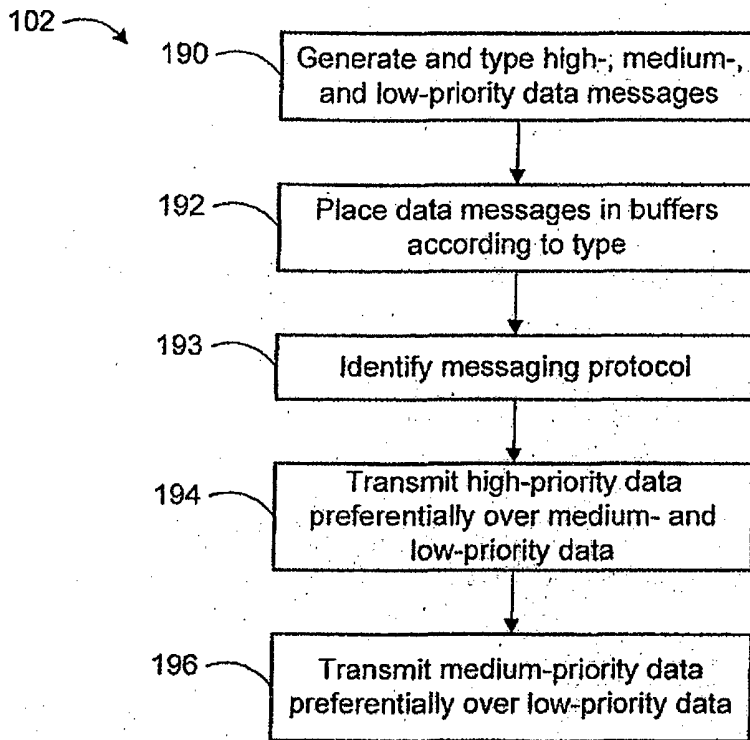 102
190
Generate and type high-, medium-,
and low-priority data messages
192
Place data messages in buffers
according to type
193
Identify messaging protocol
194
Transmit high-priority data
preferentially over medium- and
low-priority data
196
Transmit medium-priority data
preferentially over low-priority data